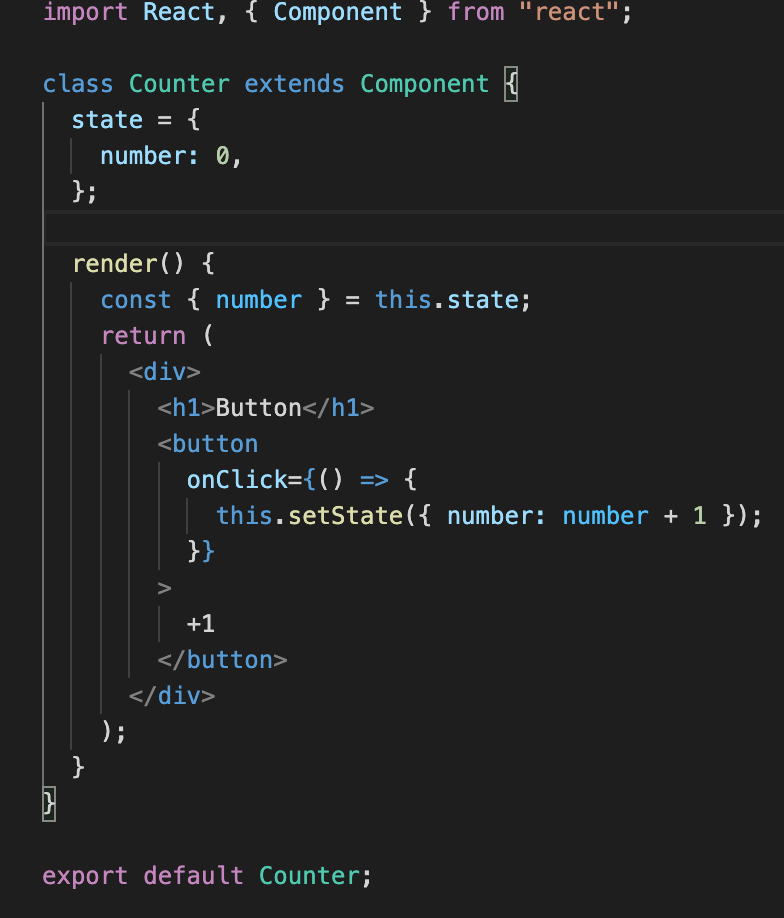 import React, { Component } from "react";
class Counter extends Component {
  state = {
    number: 0,
  };
  render() {
    const { number } = this.state;
    return (
      <div>
        <h1>Button</h1>
        <button
          onClick={() => {
            this.setState({ number: number + 1 });
          }}
        >
          +1
        </button>
      </div>
    );
  }
}
export default Counter;